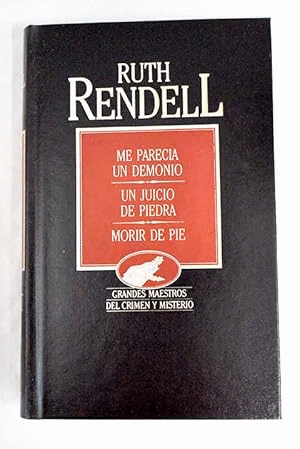 RUTH
RENDELL
ME PARECIA
UN DEMONIO
UN JUICIO
DE PIEDRA
MORIR DE PIE
GRANDES MAESTROS
DEL CRIMEN Y MISTERIO